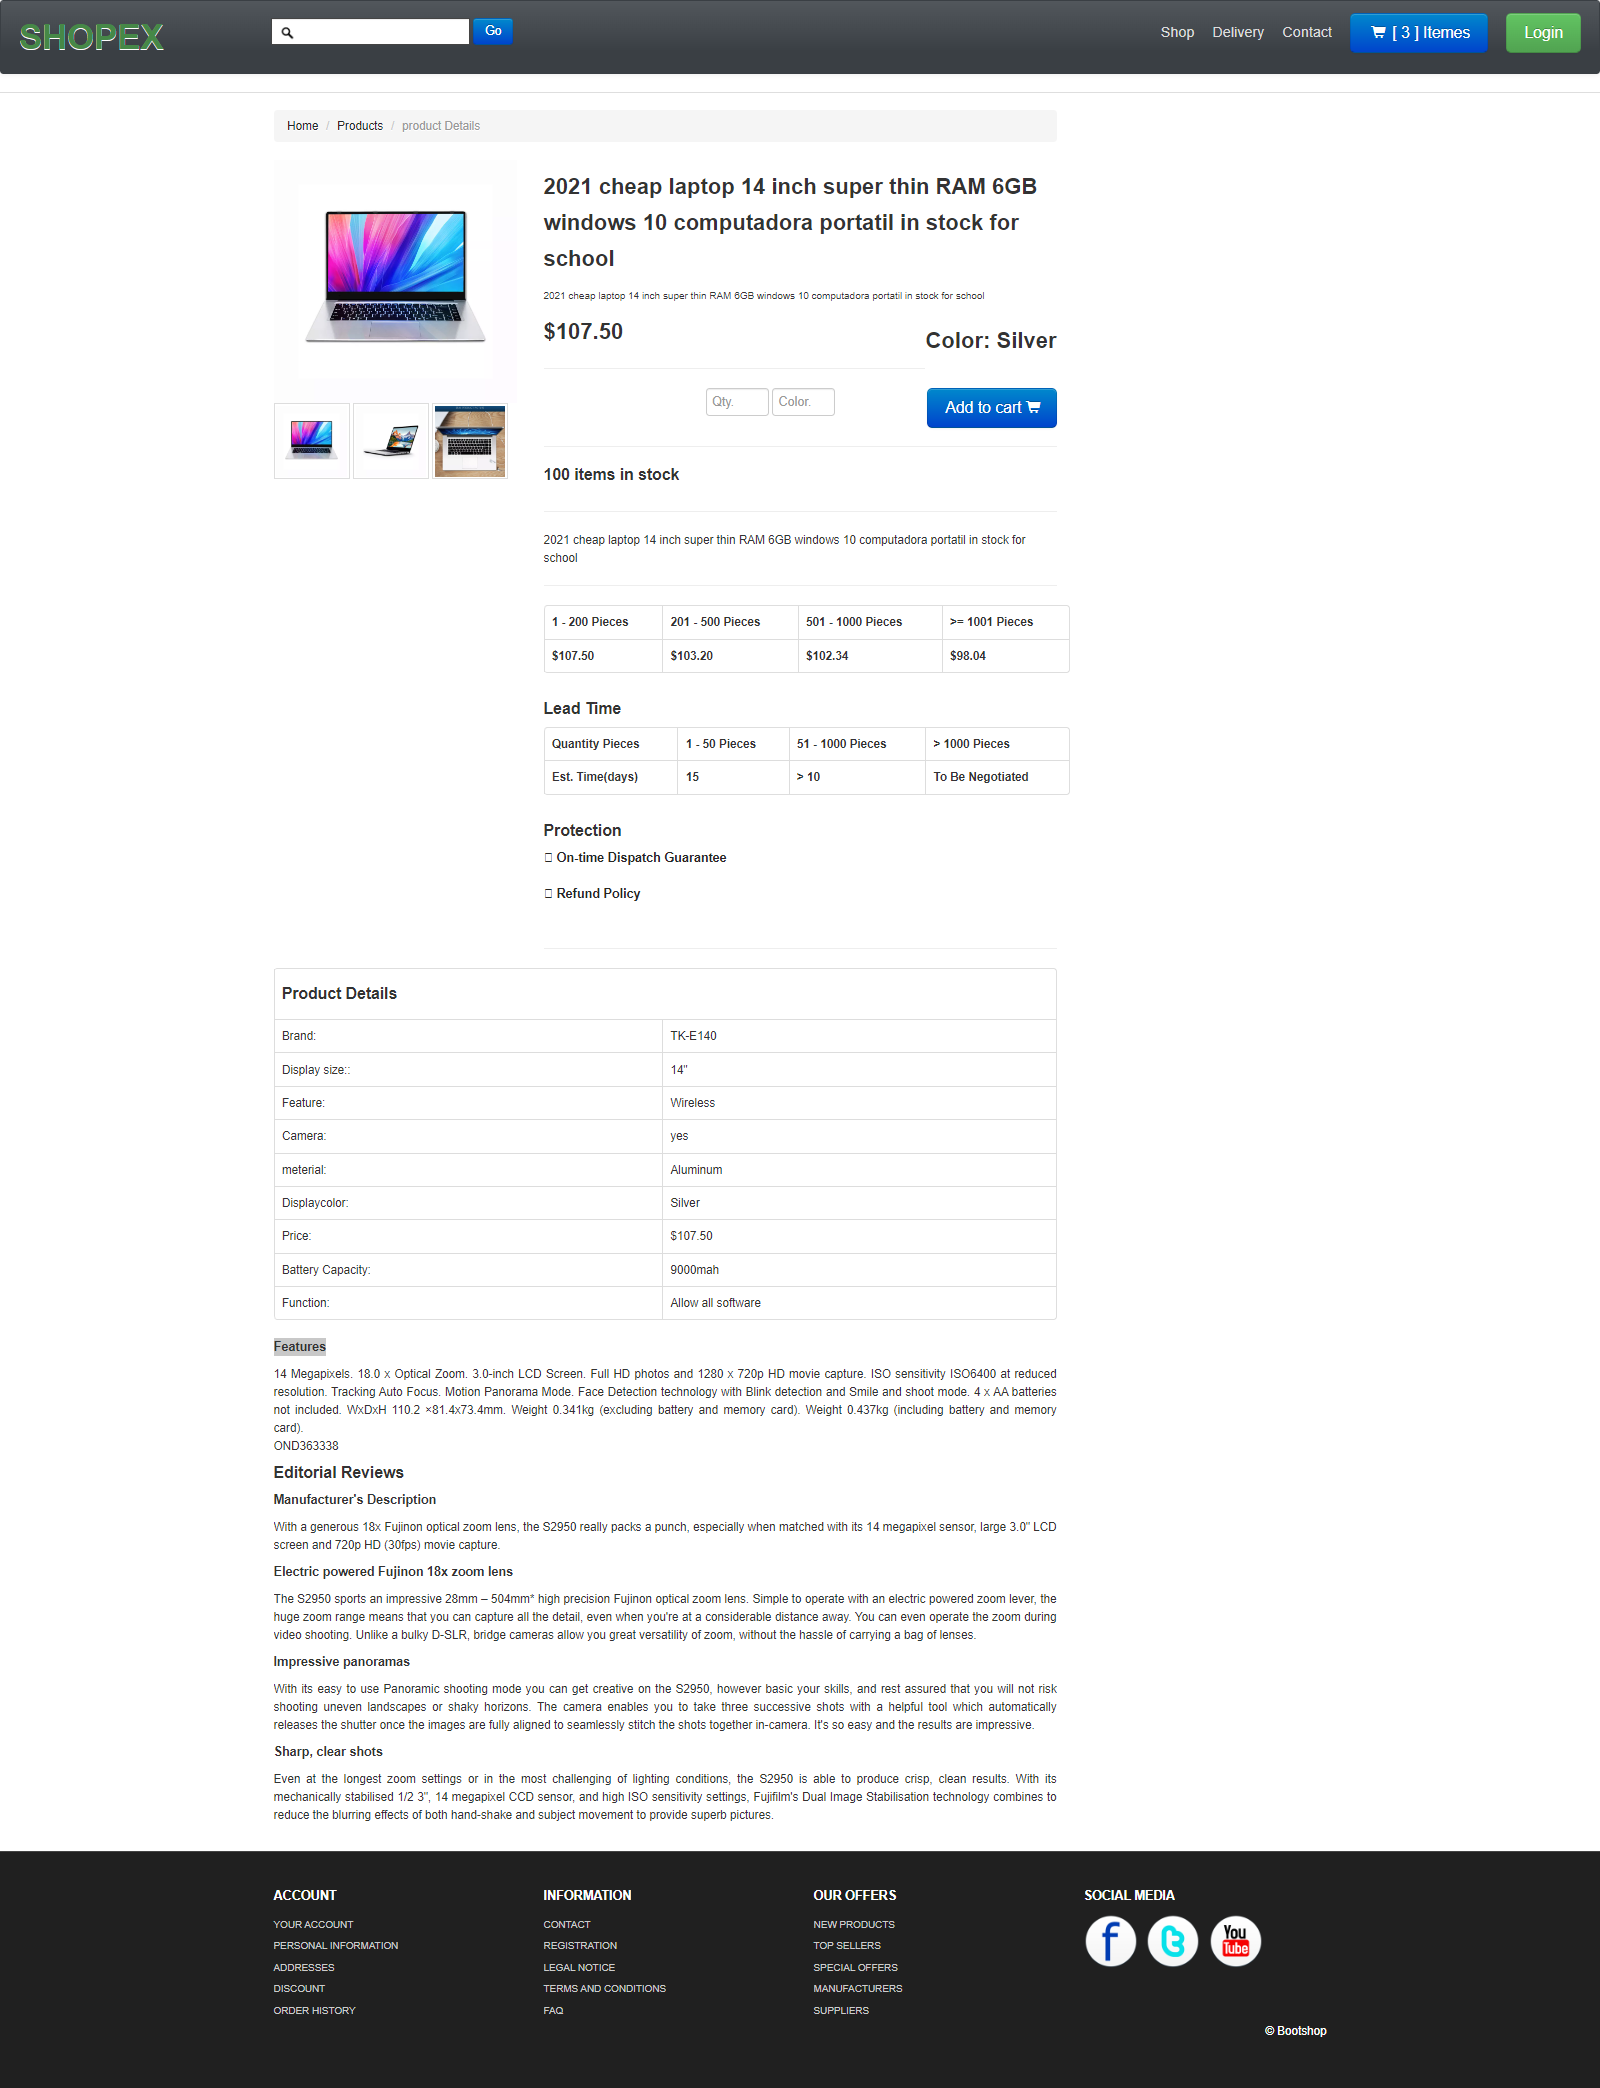 SHOPEX
Go
Shop Delivery Contact [ 3 ] Itemes Login
Home / Products / product Details
2021 cheap laptop 14 inch super thin RAM 6GB
windows 10 computadora portatil in stock for
school
2021 cheap laptop 14 inch super thin RAM 6GB windows 10 computadora portatil in stock for school
$107.50
Color: Silver
Qty. Color. Add to cart
100 items in stock
2021 cheap laptop 14 inch super thin RAM 6GB windows 10 computadora portatil in stock for
school
1 - 200 Pieces 201 - 500 Pieces 501 - 1000 Pieces >= 1001 Pieces
$107.50 $103.20 $102.34 $98.04
Lead Time
Quantity Pieces 1 - 50 Pieces 51 - 1000 Pieces > 1000 Pieces
Est. Time(days) 15 > 10 To Be Negotiated
Protection
On-time Dispatch Guarantee
Refund Policy
Product Details
Brand: TK-E140
Display size:: 14"
Feature: Wireless
Camera: yes
meterial: Aluminum
Displaycolor: Silver
Price: $107.50
Battery Capacity: 9000mah
Function: Allow all software
Features
14 Megapixels. 18.0 x Optical Zoom. 3.0-inch LCD Screen. Full HD photos and 1280 x 720p HD movie capture. ISO sensitivity ISO6400 at reduced
resolution. Tracking Auto Focus. Motion Panorama Mode. Face Detection technology with Blink detection and Smile and shoot mode. 4 x AA batteries
not included. WxDxH 110.2 ×81.4x73.4mm. Weight 0.341kg (excluding battery and memory card). Weight 0.437kg (including battery and memory
card).
OND363338
Editorial Reviews
Manufacturer's Description
With a generous 18x Fujinon optical zoom lens, the S2950 really packs a punch, especially when matched with its 14 megapixel sensor, large 3.0" LCD
screen and 720p HD (30fps) movie capture.
Electric powered Fujinon 18x zoom lens
The S2950 sports an impressive 28mm – 504mm* high precision Fujinon optical zoom lens. Simple to operate with an electric powered zoom lever, the
huge zoom range means that you can capture all the detail, even when you're at a considerable distance away. You can even operate the zoom during
video shooting. Unlike a bulky D-SLR, bridge cameras allow you great versatility of zoom, without the hassle of carrying a bag of lenses.
Impressive panoramas
With its easy to use Panoramic shooting mode you can get creative on the S2950, however basic your skills, and rest assured that you will not risk
shooting uneven landscapes or shaky horizons. The camera enables you to take three successive shots with a helpful tool which automatically
releases the shutter once the images are fully aligned to seamlessly stitch the shots together in-camera. It's so easy and the results are impressive.
Sharp, clear shots
Even at the longest zoom settings or in the most challenging of lighting conditions, the S2950 is able to produce crisp, clean results. With its
mechanically stabilised 1/2 3", 14 megapixel CCD sensor, and high ISO sensitivity settings, Fujifilm's Dual Image Stabilisation technology combines to
reduce the blurring effects of both hand-shake and subject movement to provide superb pictures.
ACCOUNT
YOUR ACCOUNT
PERSONAL INFORMATION
ADDRESSES
DISCOUNT
ORDER HISTORY
INFORMATION
CONTACT
REGISTRATION
LEGAL NOTICE
TERMS AND CONDITIONS
FAQ
OUR OFFERS
NEW PRODUCTS
TOP SELLERS
SPECIAL OFFERS
MANUFACTURERS
SUPPLIERS
SOCIAL MEDIA
You
Tube
© Bootshop